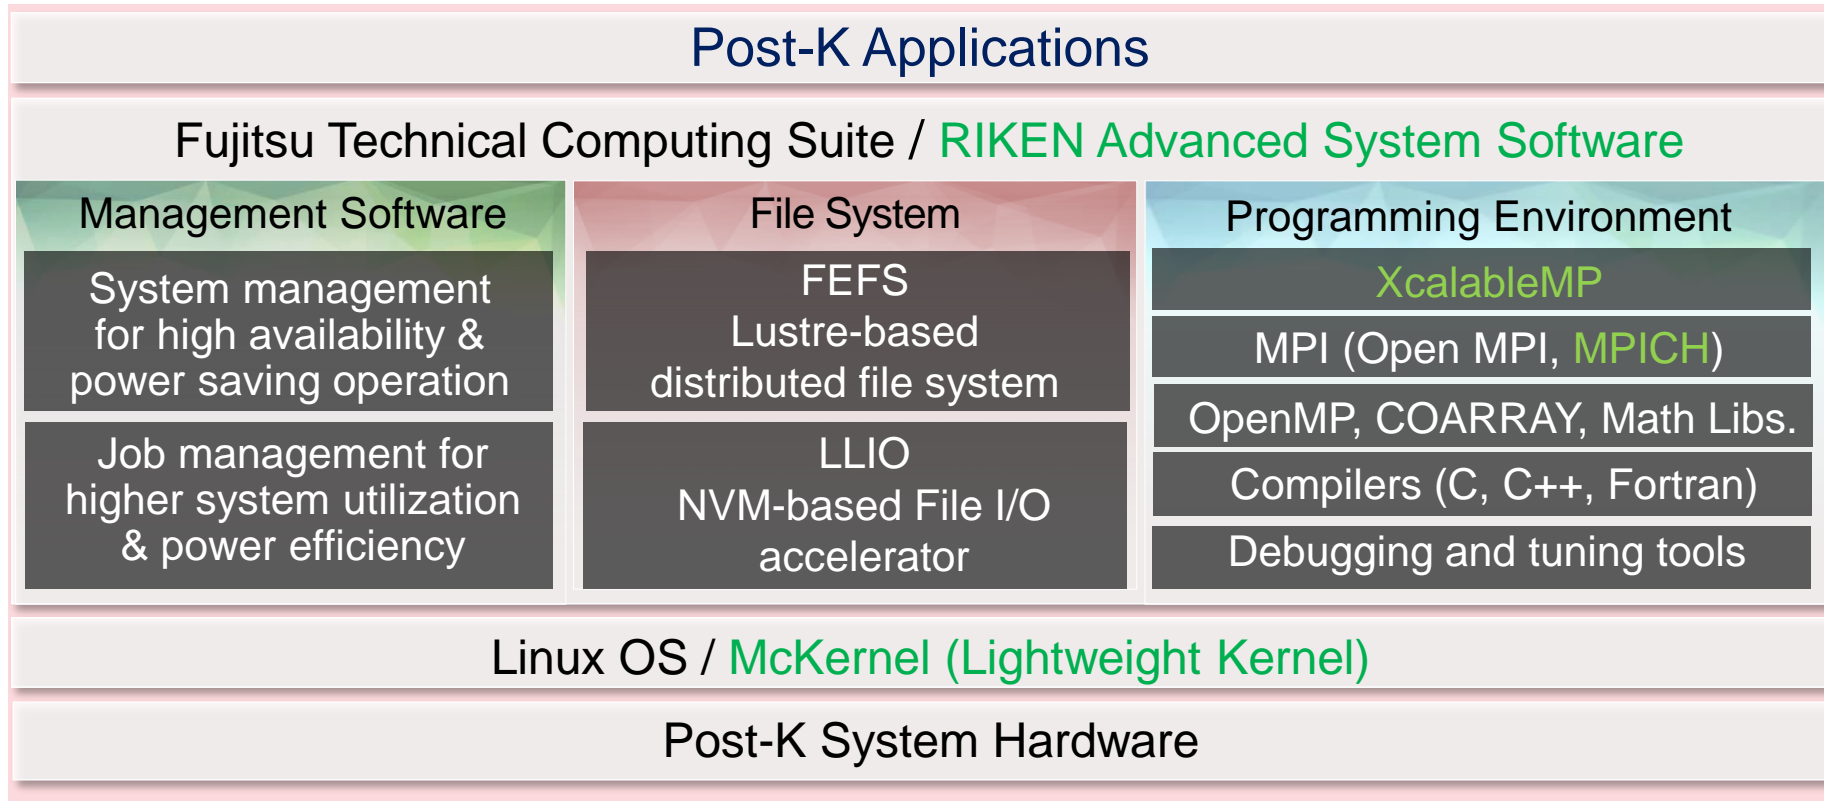 Post-K Applications
Fujitsu Technical Computing Suite / RIKEN Advanced System Software
Management Software
System management
for high availability &
power saving operation
Job management for
higher system utilization
& power efficiency
File System
FEFS
Lustre-based
distributed file system
LLIO
NVM-based File I/O
accelerator
Programming Environment
XcalableMP
MPI (Open MPI, MPICH)
OpenMP, COARRAY, Math Libs.
Compilers (C, C++, Fortran)
Debugging and tuning tools
Linux OS / McKernel (Lightweight Kernel)
Post-K System Hardware